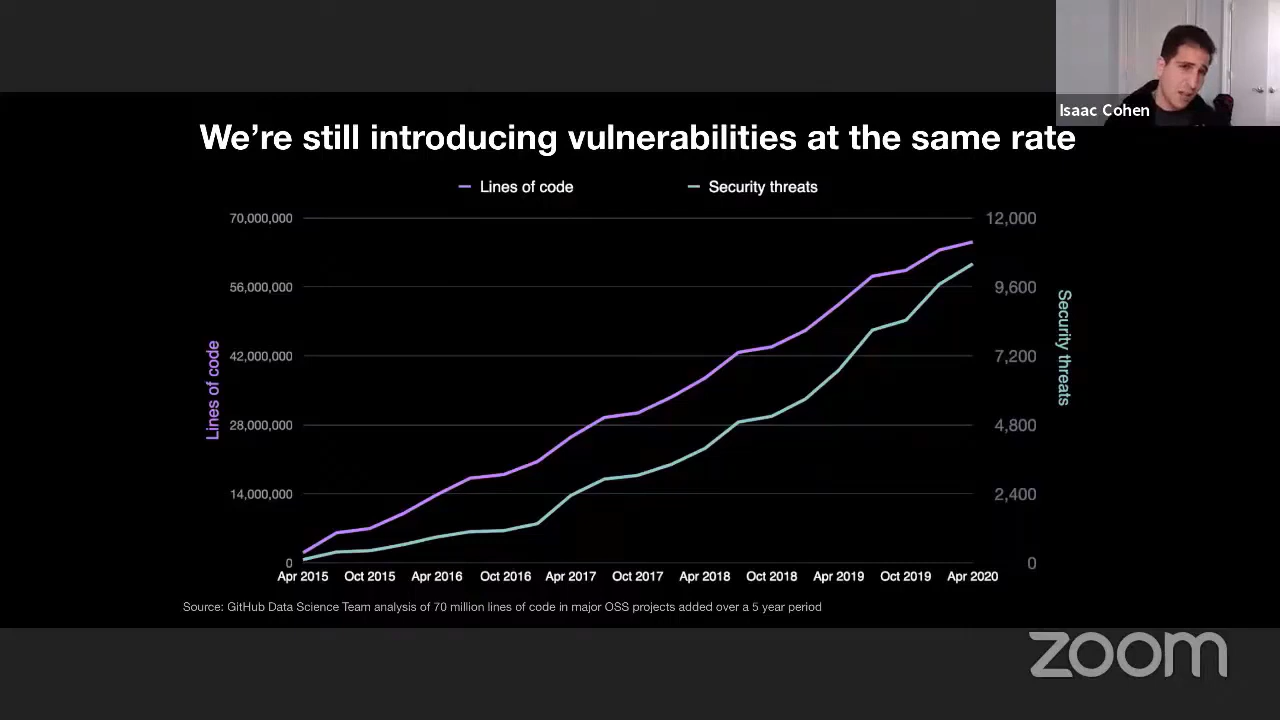 Isaac Cohen
We're still introducing vulnerabilities at the same rate
Lines of code
Security threats
70,000,000
56,000,000
42,000,000
28,000,000
14,000,000
0
Lines of code
12,000
9,600
7,200
4,800
2,400
0
Security threats
Apr 2015 Oct 2015 Apr 2016 Oct 2016 Apr 2017 Oct 2017 Apr 2018 Oct 2018 Apr 2019 Oct 2019 Apr 2020
Source: GitHub Data Science Team analysis of 70 million lines of code in major OSS projects added over a 5 year period
zoom